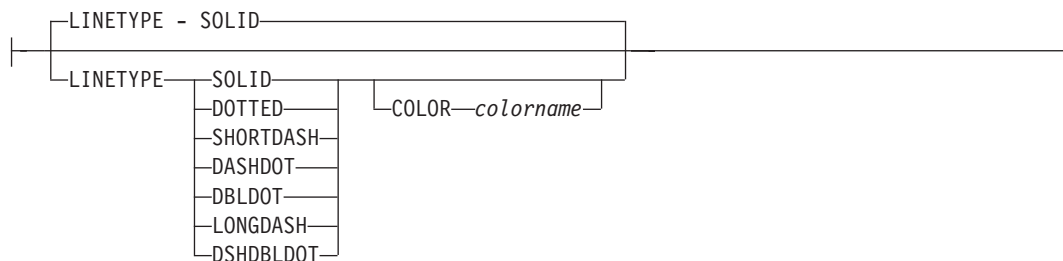 LINETYPE - SOLID
LINETYPE SOLID
DOTTED COLOR colorname
SHORTDASH
DASHDOT
DBLDOT
LONGDASH
DSHDBLDOT